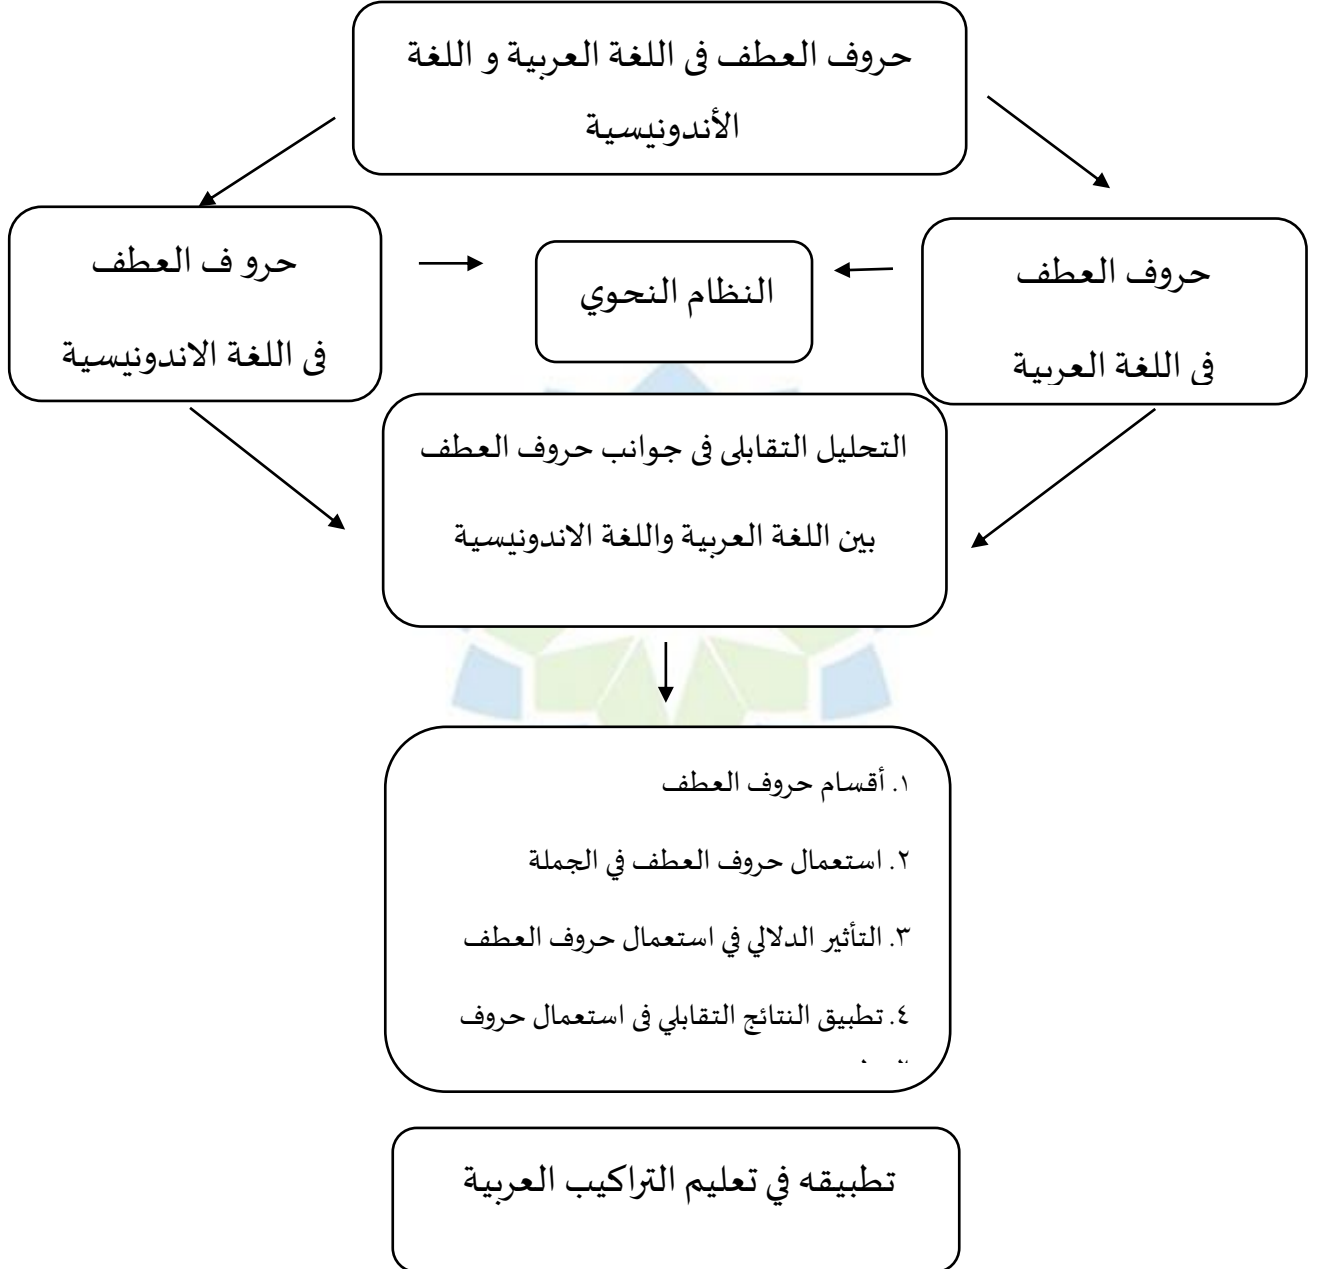 حروف العطف فى اللغة العربية و اللغة
الأندونيسية
حروف العطف
فى اللغة العربية
النظام النحوي
حرو ف العطف
فى اللغة الاندونيسية
التحليل التقابلى فى جوانب حروف العطف
بين اللغة العربية واللغة الاندونيسية
١. أقسام حروف العطف
٢. استعمال حروف العطف في الجملة
٣. التأثير الدلالي في استعمال حروف العطف
٤. تطبيق النتائج التقابلي فى استعمال حروف
تطبيقه في تعليم التراكيب العربية